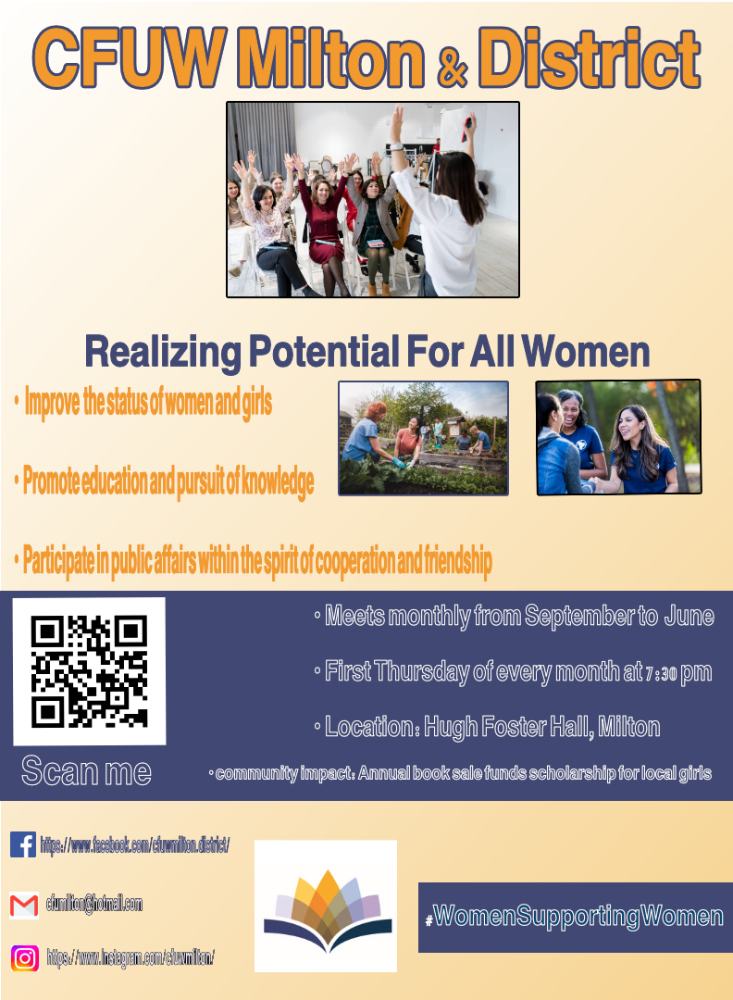 CFUW Milton & District
Realizing Potential For All Women
• Improve the status of women and girls
• Promote education and pursuit of knowledge
• Participate in public affairs within the spirit of cooperation and friendship
• Meets monthly from September to June
• First Thursday of every month at 7:30 pm
• Location: Hugh Foster Hall, Milton
Scan me
• community impact: Annual book sale funds scholarship for local girls
https://www.facebook.com/cfuwmilton.district/
cfumilton@hotmail.com
#WomenSupportingWomen
https://www.instagram.com/cfuwmilton/